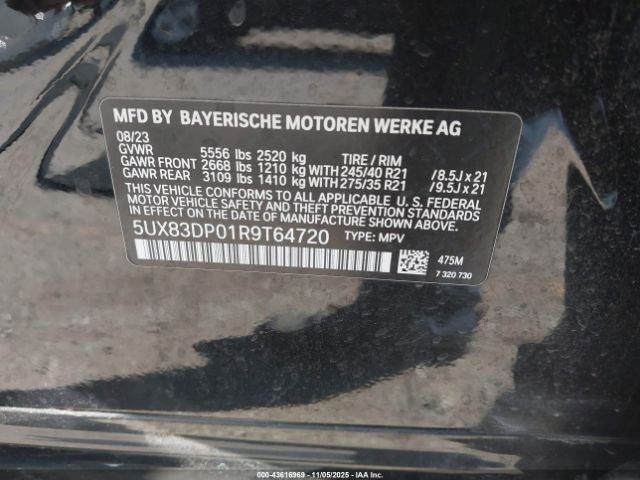 MFD BY BAYERISCHE MOTOREN WERKE AG
08/23
GVWR 5556 lbs 2520 kg TIRE / RIM
GAWR FRONT 2668 lbs 1210 kg WITH 245/40 R21 /8.5J x 21
GAWR REAR 3109 lbs 1410 kg WITH 275/35 R21 /9.5J x 21
THIS VEHICLE CONFORMS TO ALL APPLICABLE U. S. FEDERAL
MOTOR VEHICLE SAFETY, BUMPER, AND THEFT PREVENTION
STANDARDS IN EFFECT ON THE DATE OF MANUFACTURE SHOWN ABOVE.
5UX83DP01R9T64720 TYPE: MPV
475M
7 320 730
000-43616969 - 11/05/2025 - IAA Inc.